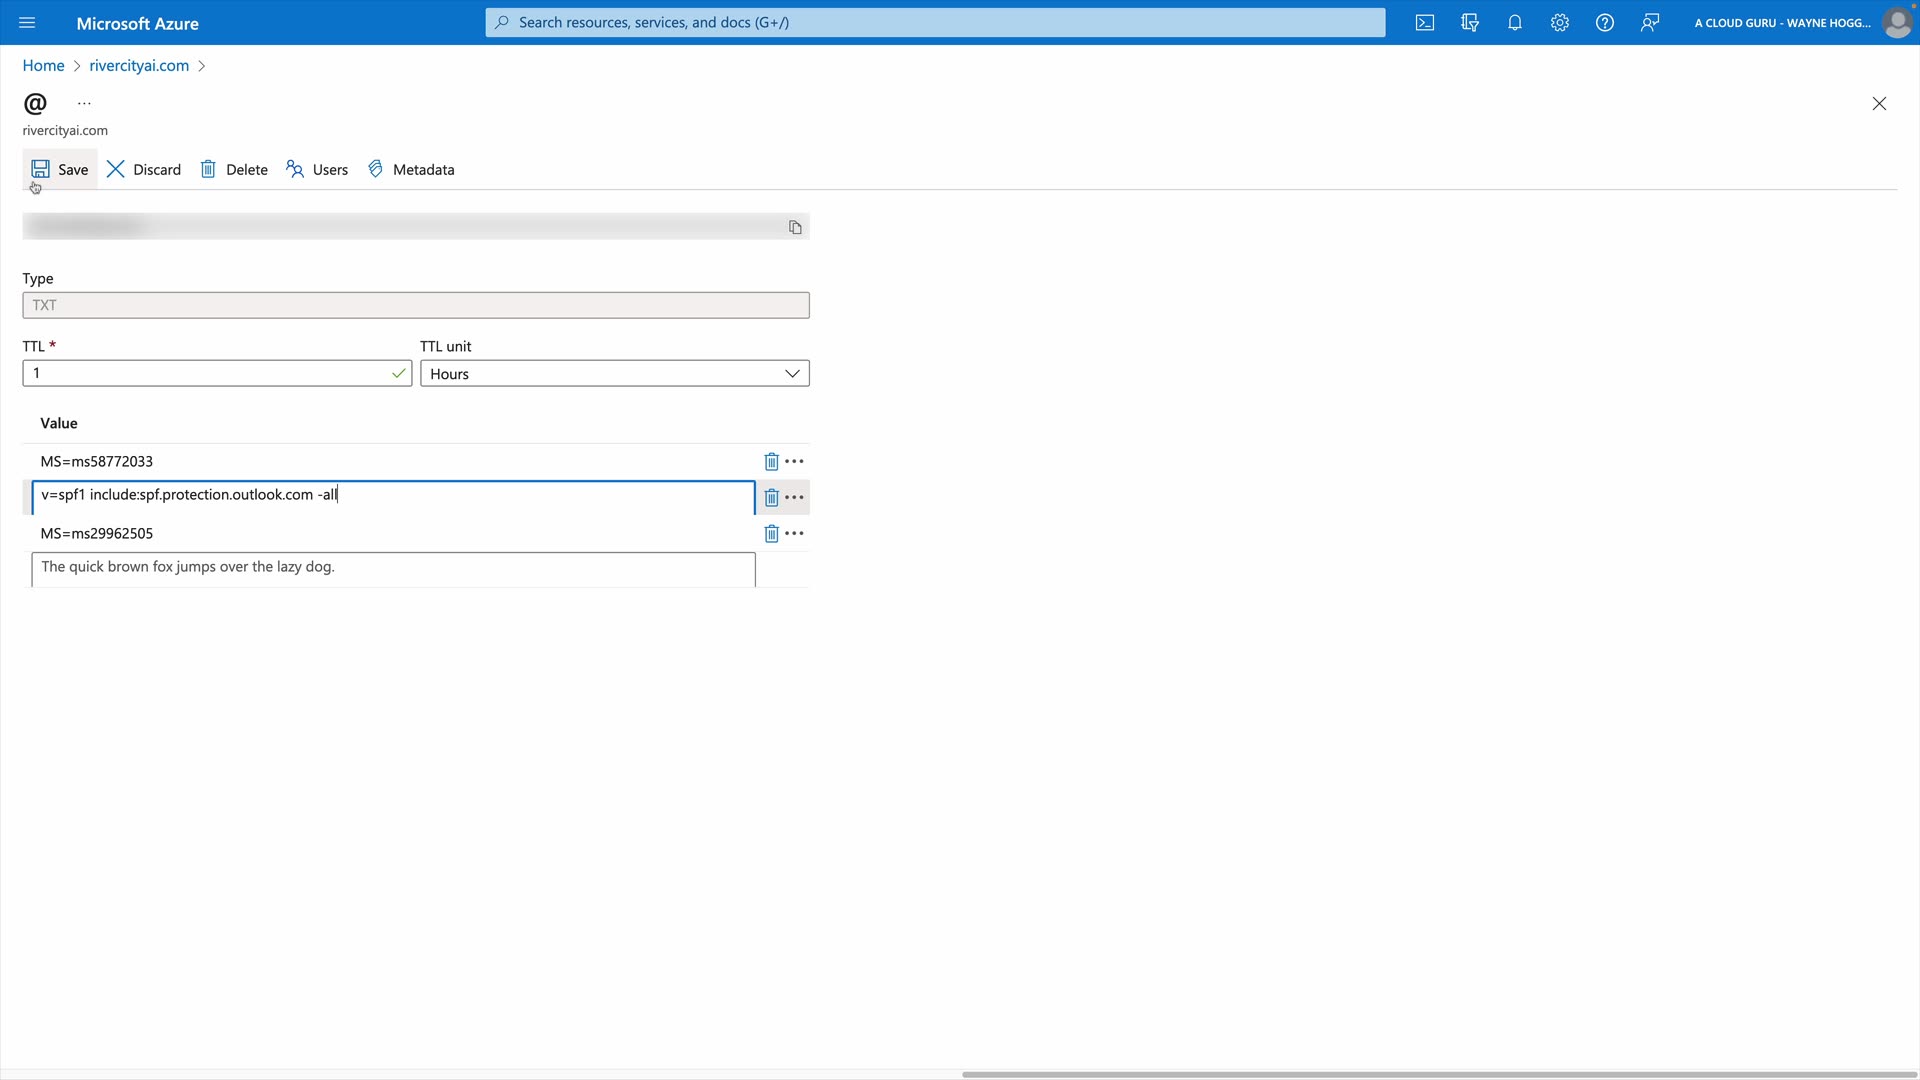 Microsoft Azure
Search resources, services, and docs (G+/)
A CLOUD GURU - WAYNE HOGG...
Home > rivercityai.com >
@ ...
rivercityai.com
Save Discard Delete Users Metadata
Type
TXT
TTL * TTL unit
1 Hours
Value
MS=ms58772033
v=spf1 include:spf.protection.outlook.com -all
MS=ms29962505
The quick brown fox jumps over the lazy dog.